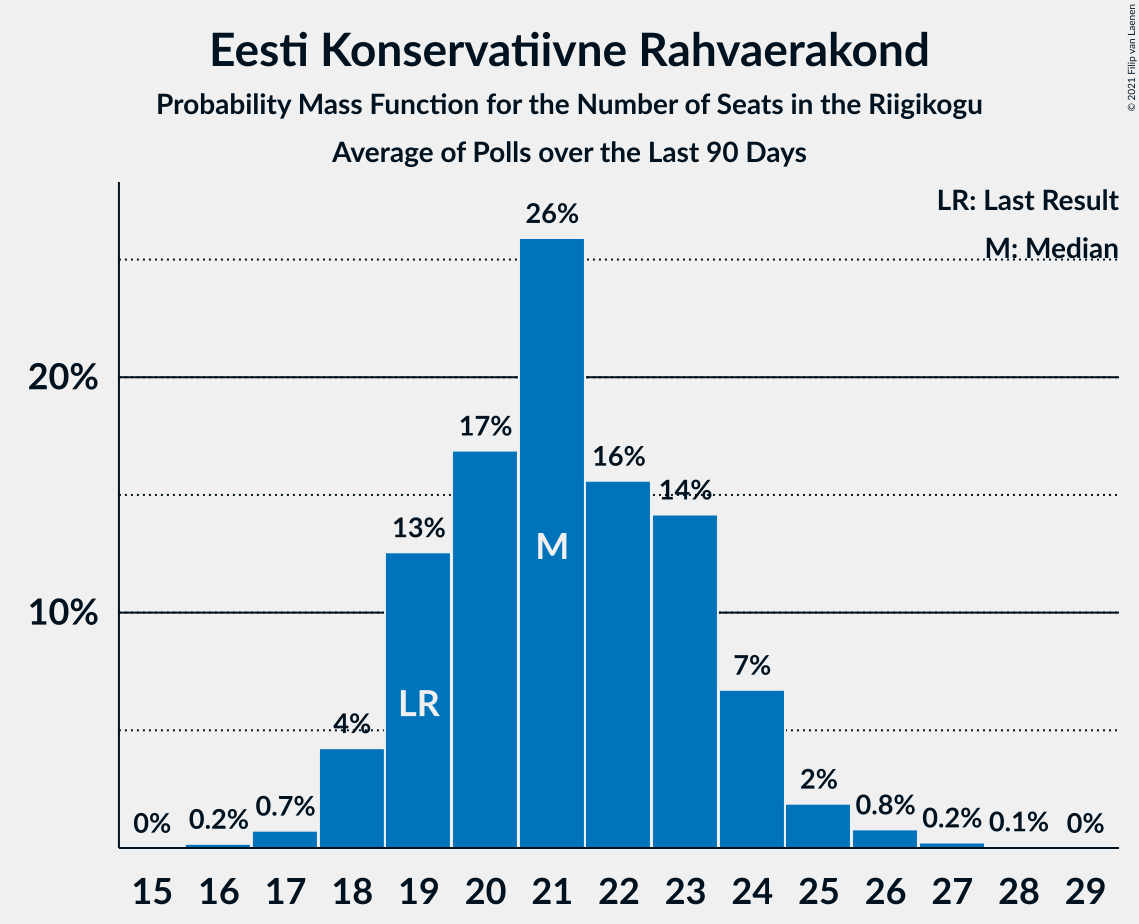 Eesti Konservatiivne Rahvaerakond
Probability Mass Function for the Number of Seats in the Riigikogu
Average of Polls over the Last 90 Days
© 2021 Filip van Laenen
LR: Last Result
M: Median
26%
20%
17%
16%
14%
13%
M
10%
7%
LR
4%
2%
0% 0.2% 0.7% 0.8% 0.2% 0.1% 0%
15 16 17 18 19 20 21 22 23 24 25 26 27 28 29